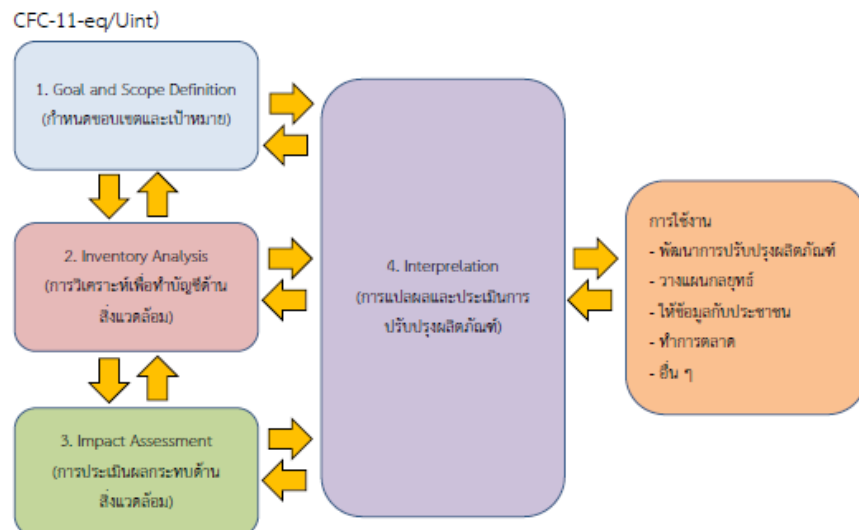 CFC-11-eq/Uint)
1. Goal and Scope Definition
(กำหนดขอบเขตและเป้าหมาย)
2. Inventory Analysis
(การวิเคราะห์เพื่อทำบัญชีด้าน
สิ่งแวดล้อม)
3. Impact Assessment
(การประเมินผลกระทบด้าน
สิ่งแวดล้อม)
4. Interprelation
(การแปลผลและประเมินการ
ปรับปรุงผลิตภัณฑ์)
การใช้งาน
- พัฒนาการปรับปรุงผลิตภัณฑ์
- วางแผนกลยุทธ์
- ให้ข้อมูลกับประชาชน
- ทำการตลาด
- อื่น ๆ